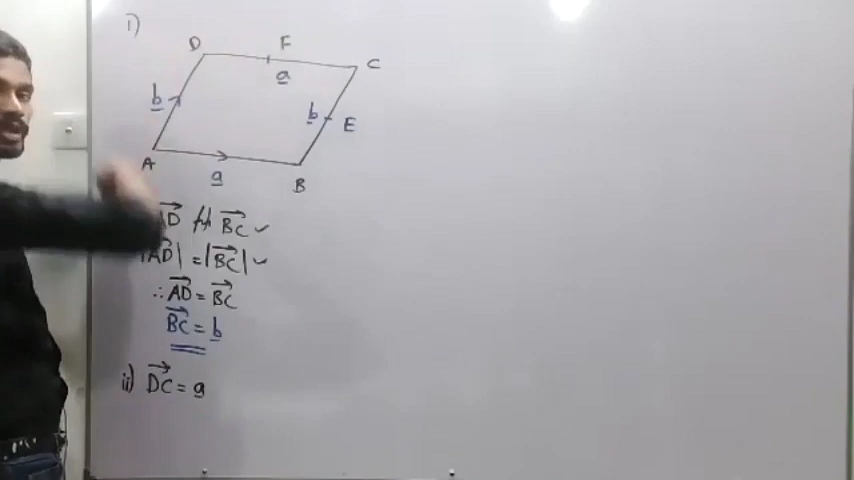 1)
D F C
a
b
b E
A
a B
AD // BC ✓
|AD| = |BC| ✓
∴ AD = BC
BC = b
ii) DC = a